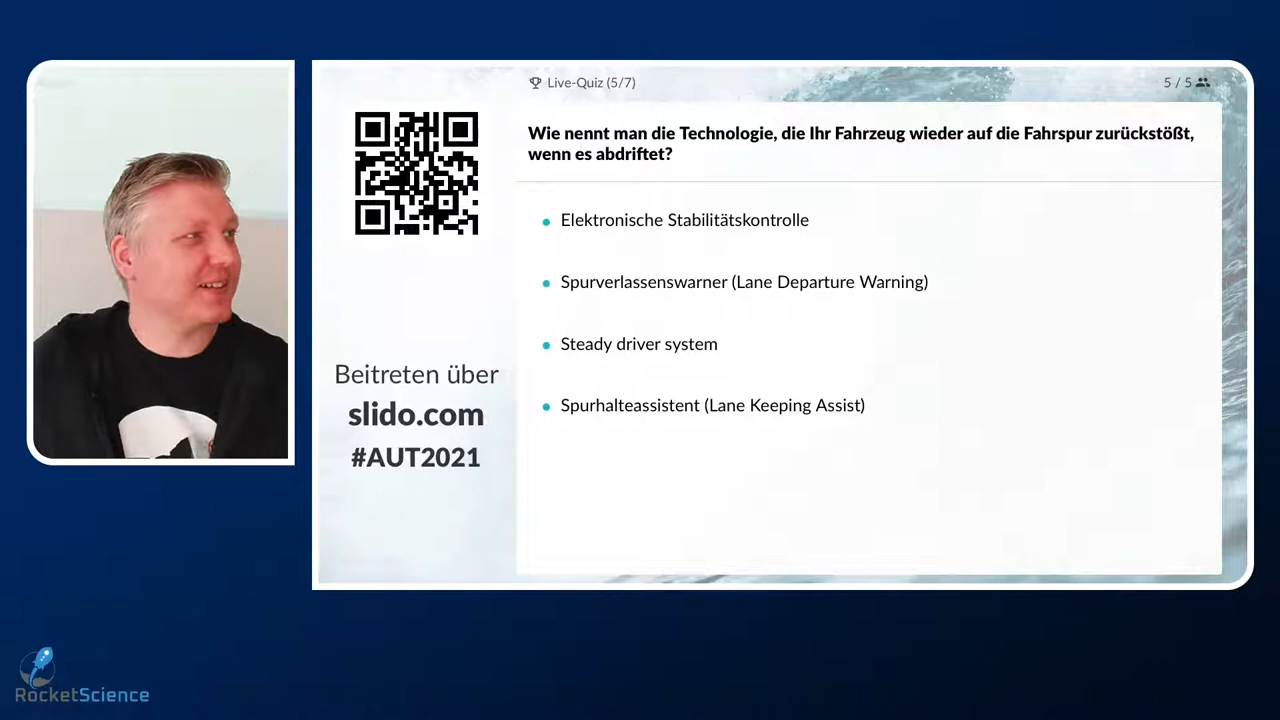 Live-Quiz (5/7)
5 / 5
Wie nennt man die Technologie, die Ihr Fahrzeug wieder auf die Fahrspur zurückstößt,
wenn es abdriftet?
Elektronische Stabilitätskontrolle
Spurverlassenswarner (Lane Departure Warning)
Steady driver system
Spurhalteassistent (Lane Keeping Assist)
Beitreten über
slido.com
#AUT2021
RocketScience